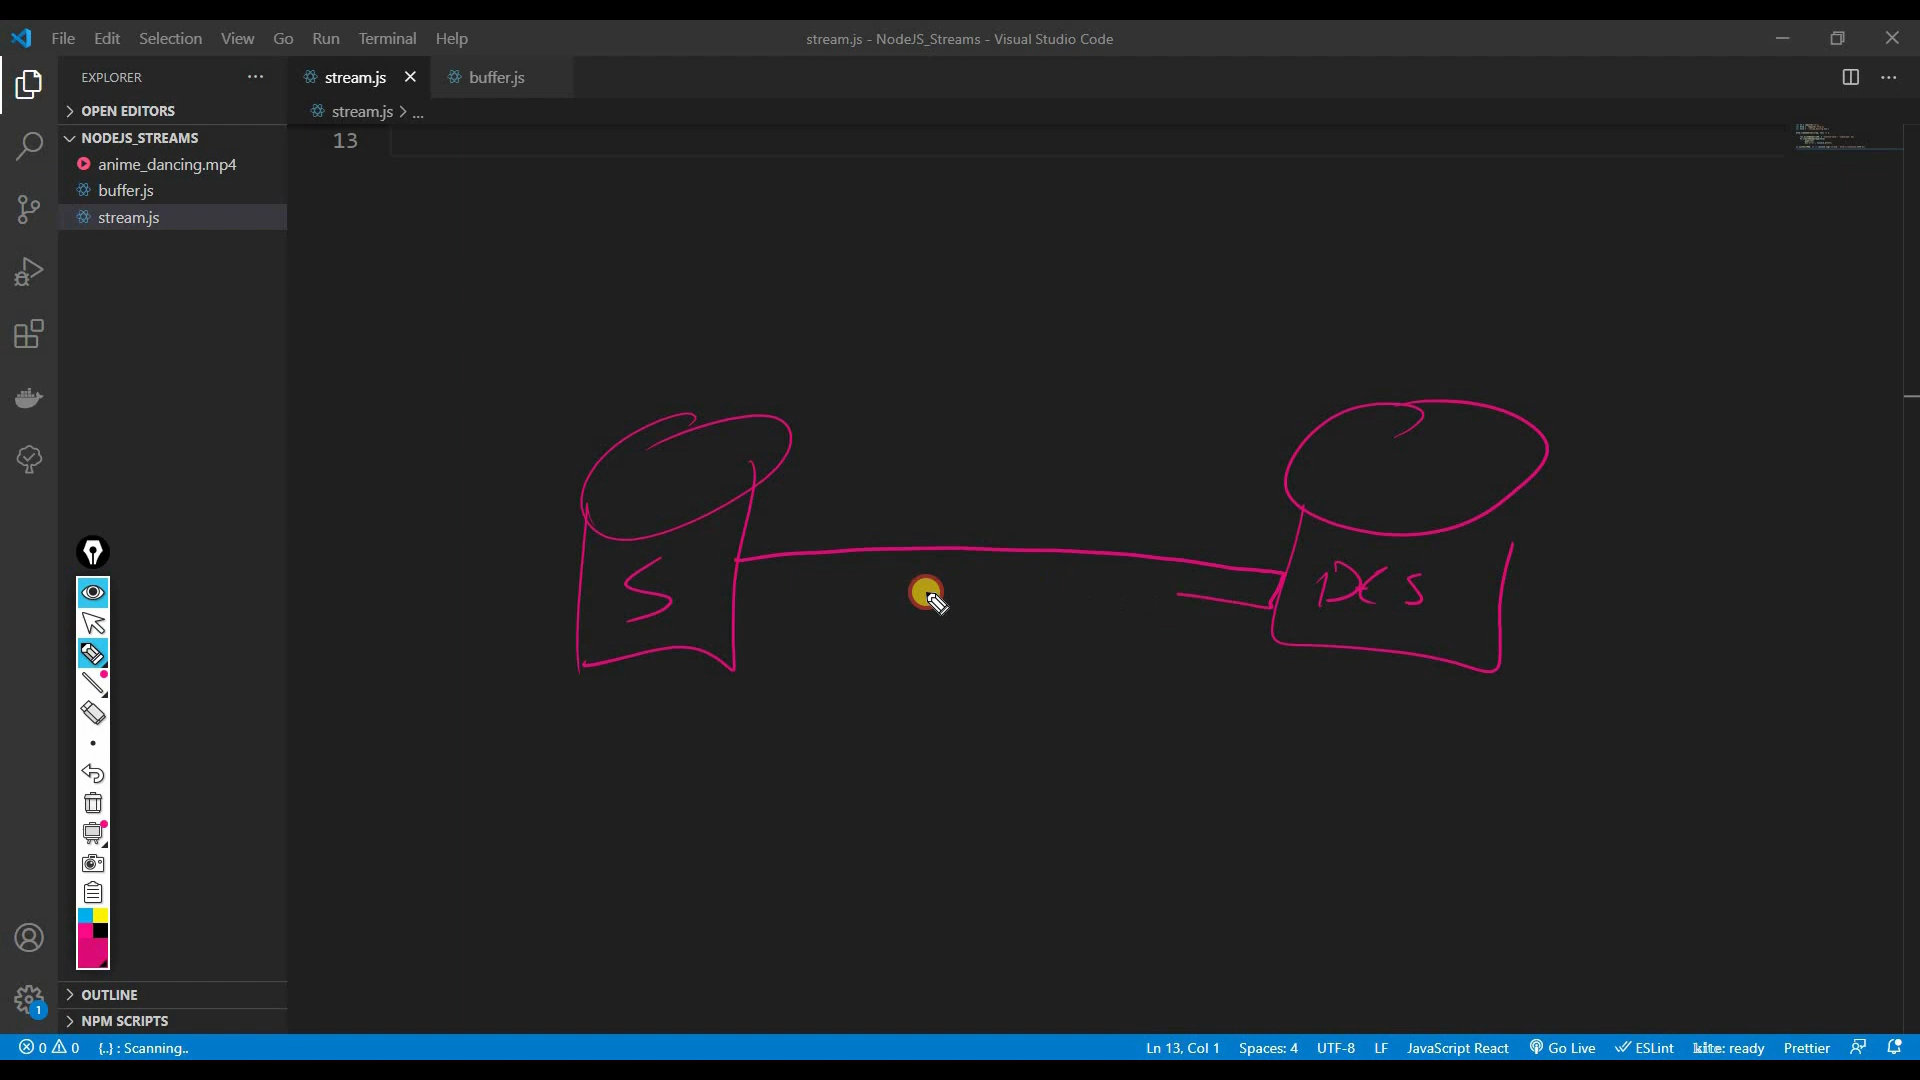 File Edit Selection View Go Run Terminal Help
stream.js - NodeJS_Streams - Visual Studio Code
EXPLORER
stream.js
buffer.js
OPEN EDITORS
stream.js > ...
NODEJS_STREAMS
13
anime_dancing.mp4
buffer.js
stream.js
S
DES
OUTLINE
1
NPM SCRIPTS
0 0 {..} : Scanning..
Ln 13, Col 1 Spaces: 4 UTF-8 LF JavaScript React Go Live ESLint kite: ready Prettier